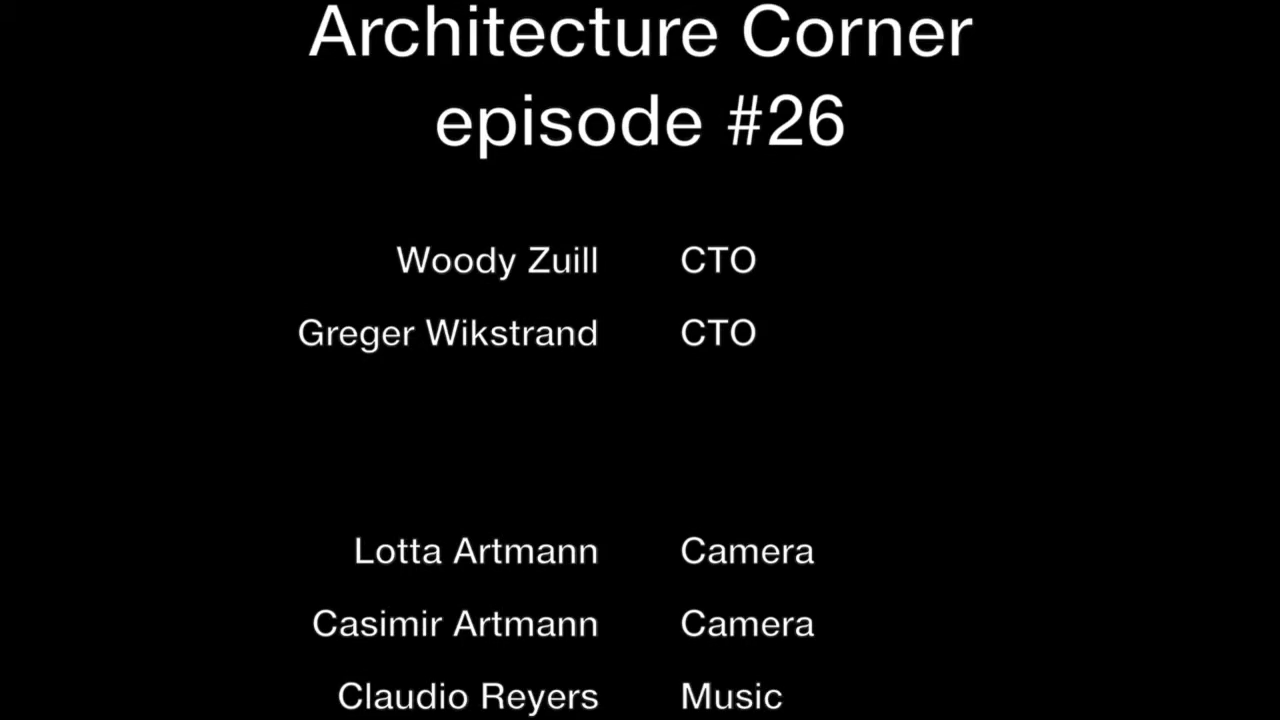 Architecture Corner
episode #26
Woody Zuill CTO
Greger Wikstrand CTO
Lotta Artmann Camera
Casimir Artmann Camera
Claudio Reyers Music